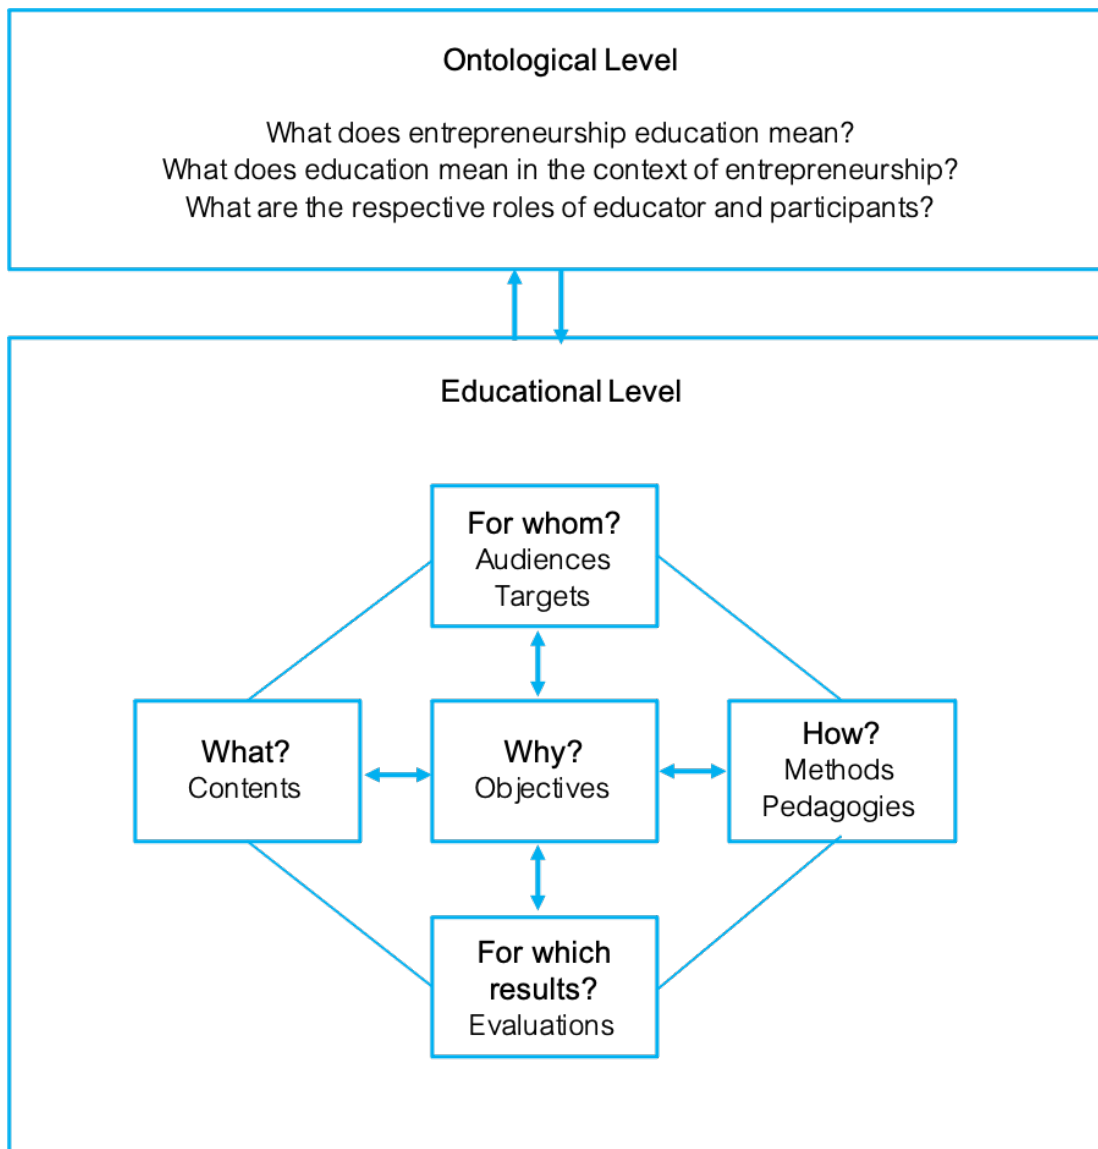 Ontological Level
What does entrepreneurship education mean?
What does education mean in the context of entrepreneurship?
What are the respective roles of educator and participants?
Educational Level
For whom?
Audiences
Targets
What?
Contents
Why?
Objectives
How?
Methods
Pedagogies
For which
results?
Evaluations